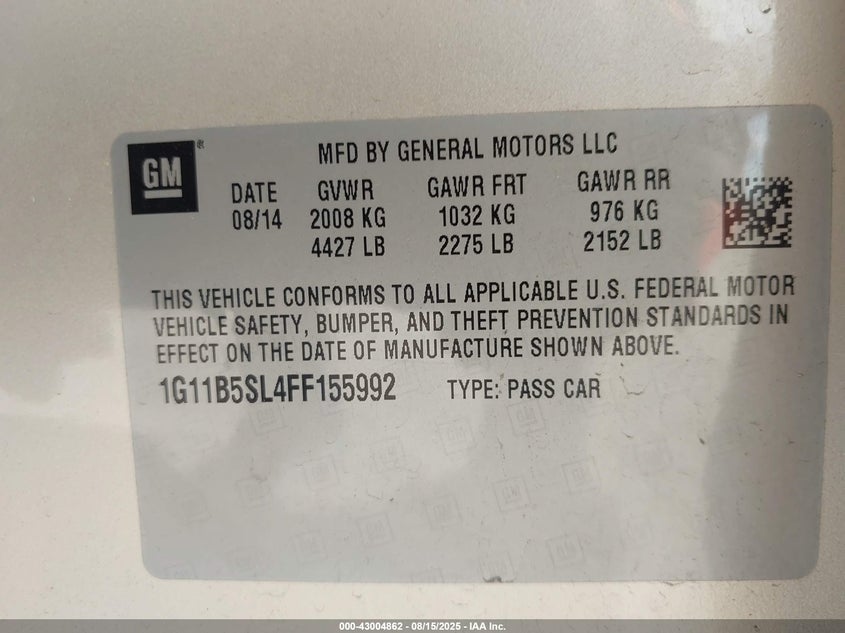 GM®
MFD BY GENERAL MOTORS LLC
DATE GVWR GAWR FRT GAWR RR
08/14 2008 KG 1032 KG 976 KG
4427 LB 2275 LB 2152 LB
THIS VEHICLE CONFORMS TO ALL APPLICABLE U.S. FEDERAL MOTOR
VEHICLE SAFETY, BUMPER, AND THEFT PREVENTION STANDARDS IN
EFFECT ON THE DATE OF MANUFACTURE SHOWN ABOVE.
1G11B5SL4FF155992 TYPE: PASS CAR
000-43004862 - 08/15/2025 - IAA Inc.